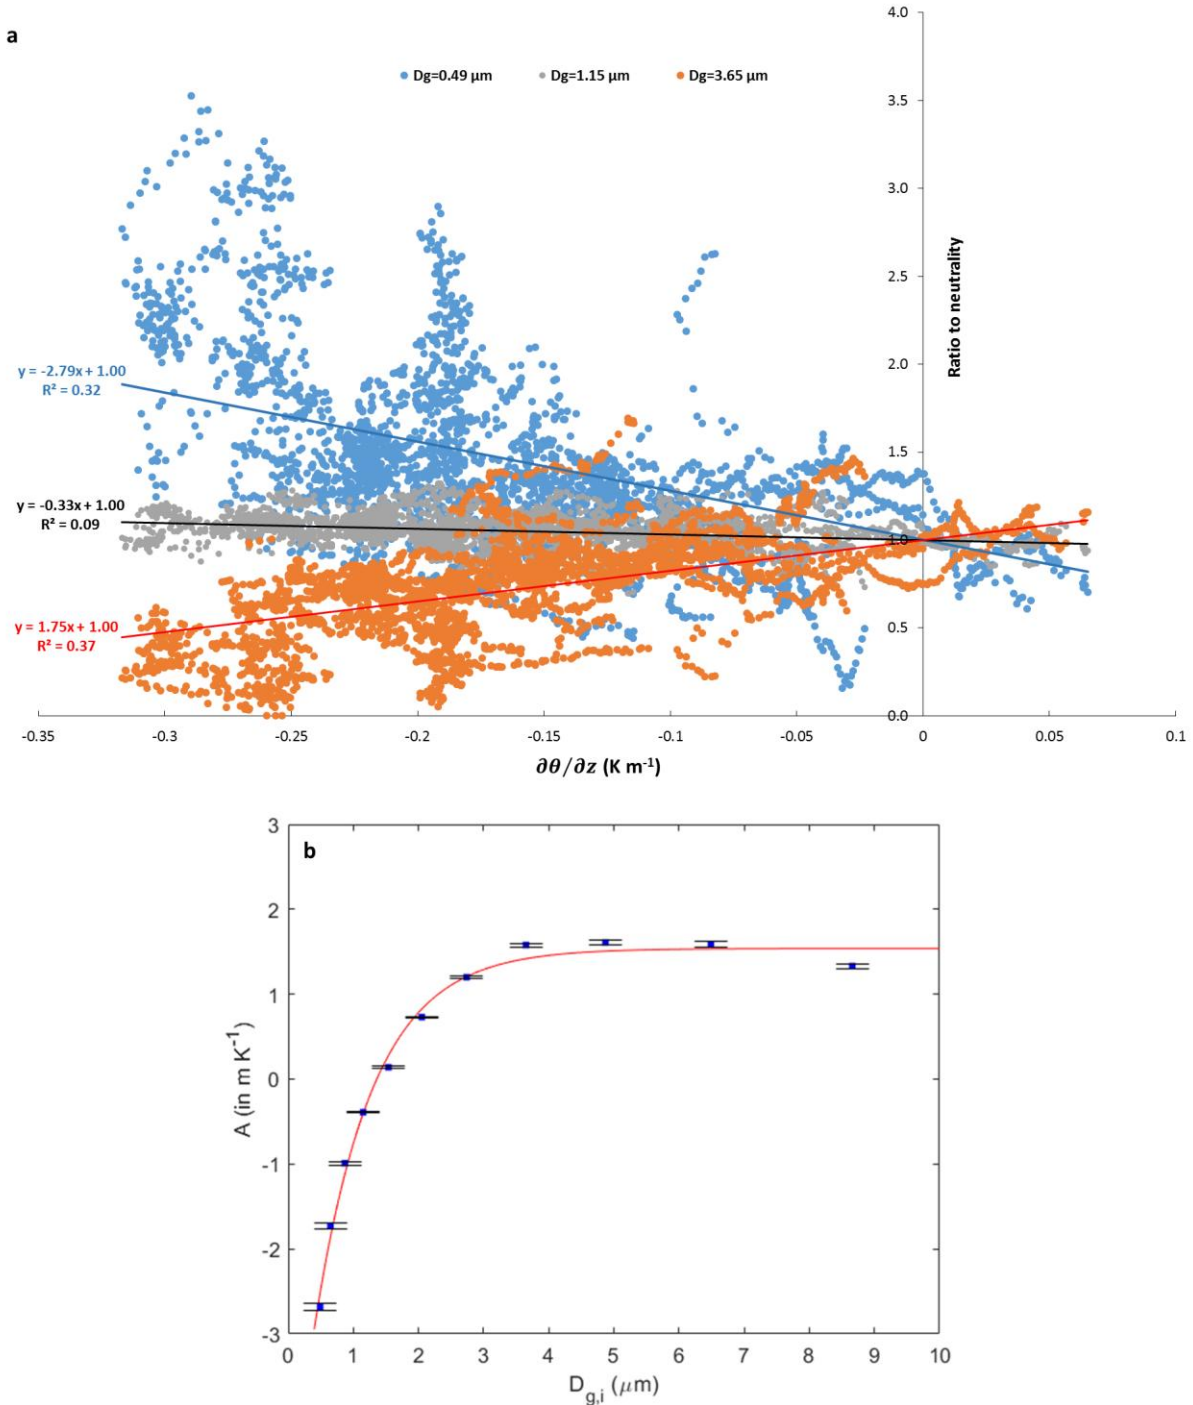 a
Dg=0.49 µm Dg=1.15 µm Dg=3.65 µm
4.0
3.5
3.0
2.5
2.0
1.5
1.0
0.5
0.0
Ratio to neutrality
y = -2.79x + 1.00
R² = 0.32
y = -0.33x + 1.00
R² = 0.09
y = 1.75x + 1.00
R² = 0.37
-0.35 -0.3 -0.25 -0.2 -0.15 -0.1 -0.05 0 0.05 0.1
∂θ/∂z (K m⁻¹)
b
3
2
1
0
-1
-2
-3
A (in m K⁻¹)
0 1 2 3 4 5 6 7 8 9 10
D_{g,i} (µm)